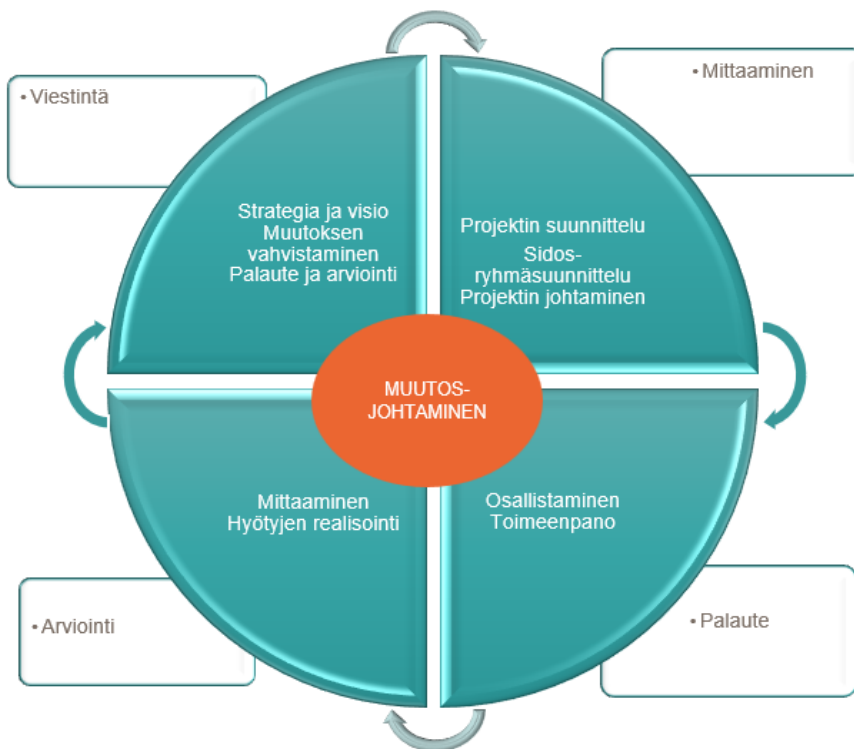 • Viestintä
• Mittaaminen
Strategia ja visio
Muutoksen
vahvistaminen
Palaute ja arviointi
Projektin suunnittelu
Sidos-
ryhmäsuunnittelu
Projektin johtaminen
MUUTOS-
JOHTAMINEN
Mittaaminen
Hyötyjen realisointi
Osallistaminen
Toimeenpano
• Arviointi
• Palaute